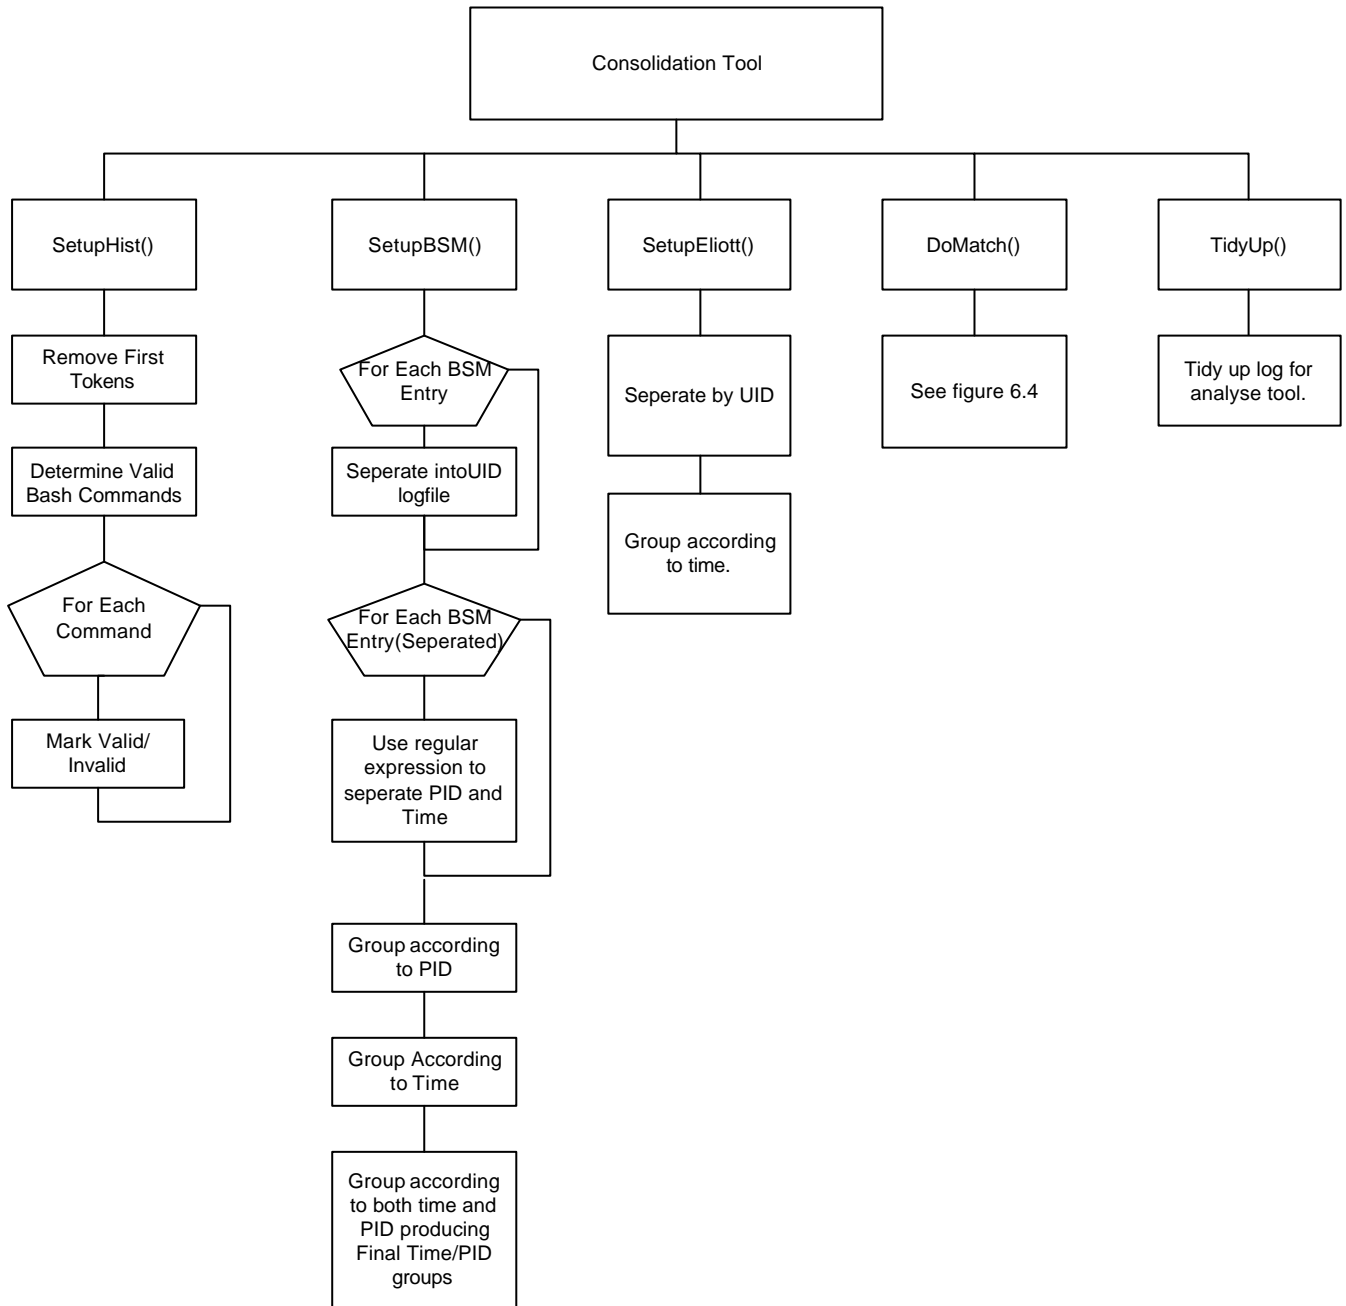 Consolidation Tool
SetupHist()
SetupBSM()
SetupEliott()
DoMatch()
TidyUp()
Remove First
Tokens
Determine Valid
Bash Commands
For Each
Command
Mark Valid/
Invalid
For Each BSM
Entry
Seperate intoUID
logfile
For Each BSM
Entry(Seperated)
Use regular
expression to
seperate PID and
Time
Group according
to PID
Group According
to Time
Group according
to both time and
PID producing
Final Time/PID
groups
Seperate by UID
Group according
to time.
See figure 6.4
Tidy up log for
analyse tool.